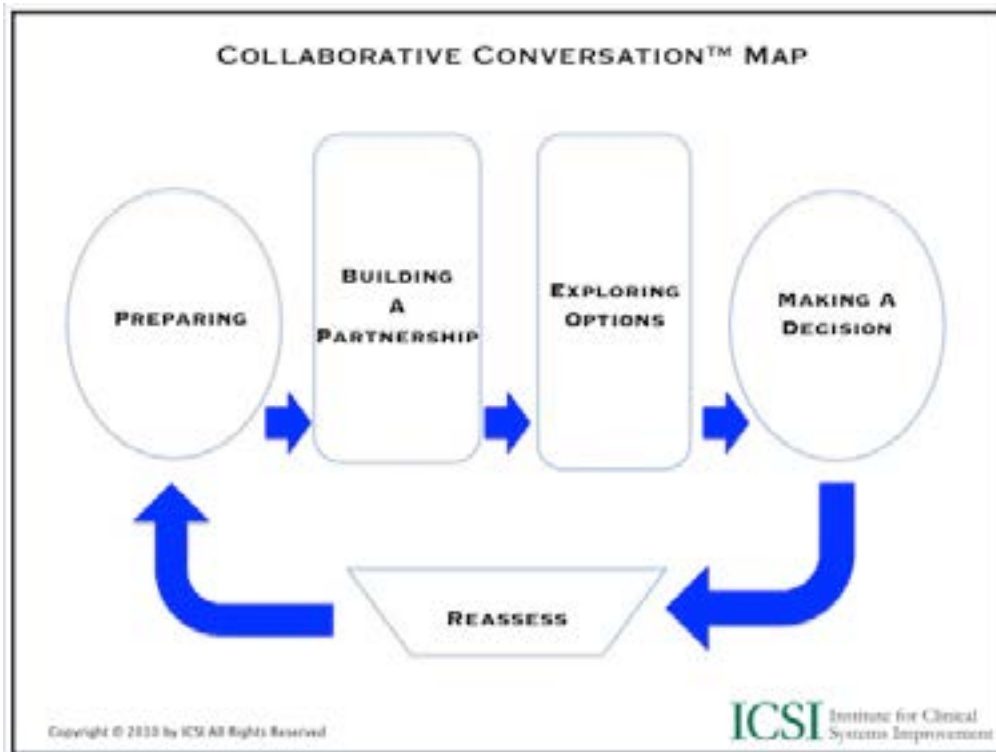 COLLABORATIVE CONVERSATION™ MAP
PREPARING
BUILDING
A
PARTNERSHIP
EXPLORING
OPTIONS
MAKING A
DECISION
REASSESS
Copyright © by ICSI All Rights Reserved
ICSI Institute for Clinical
Systems Improvement